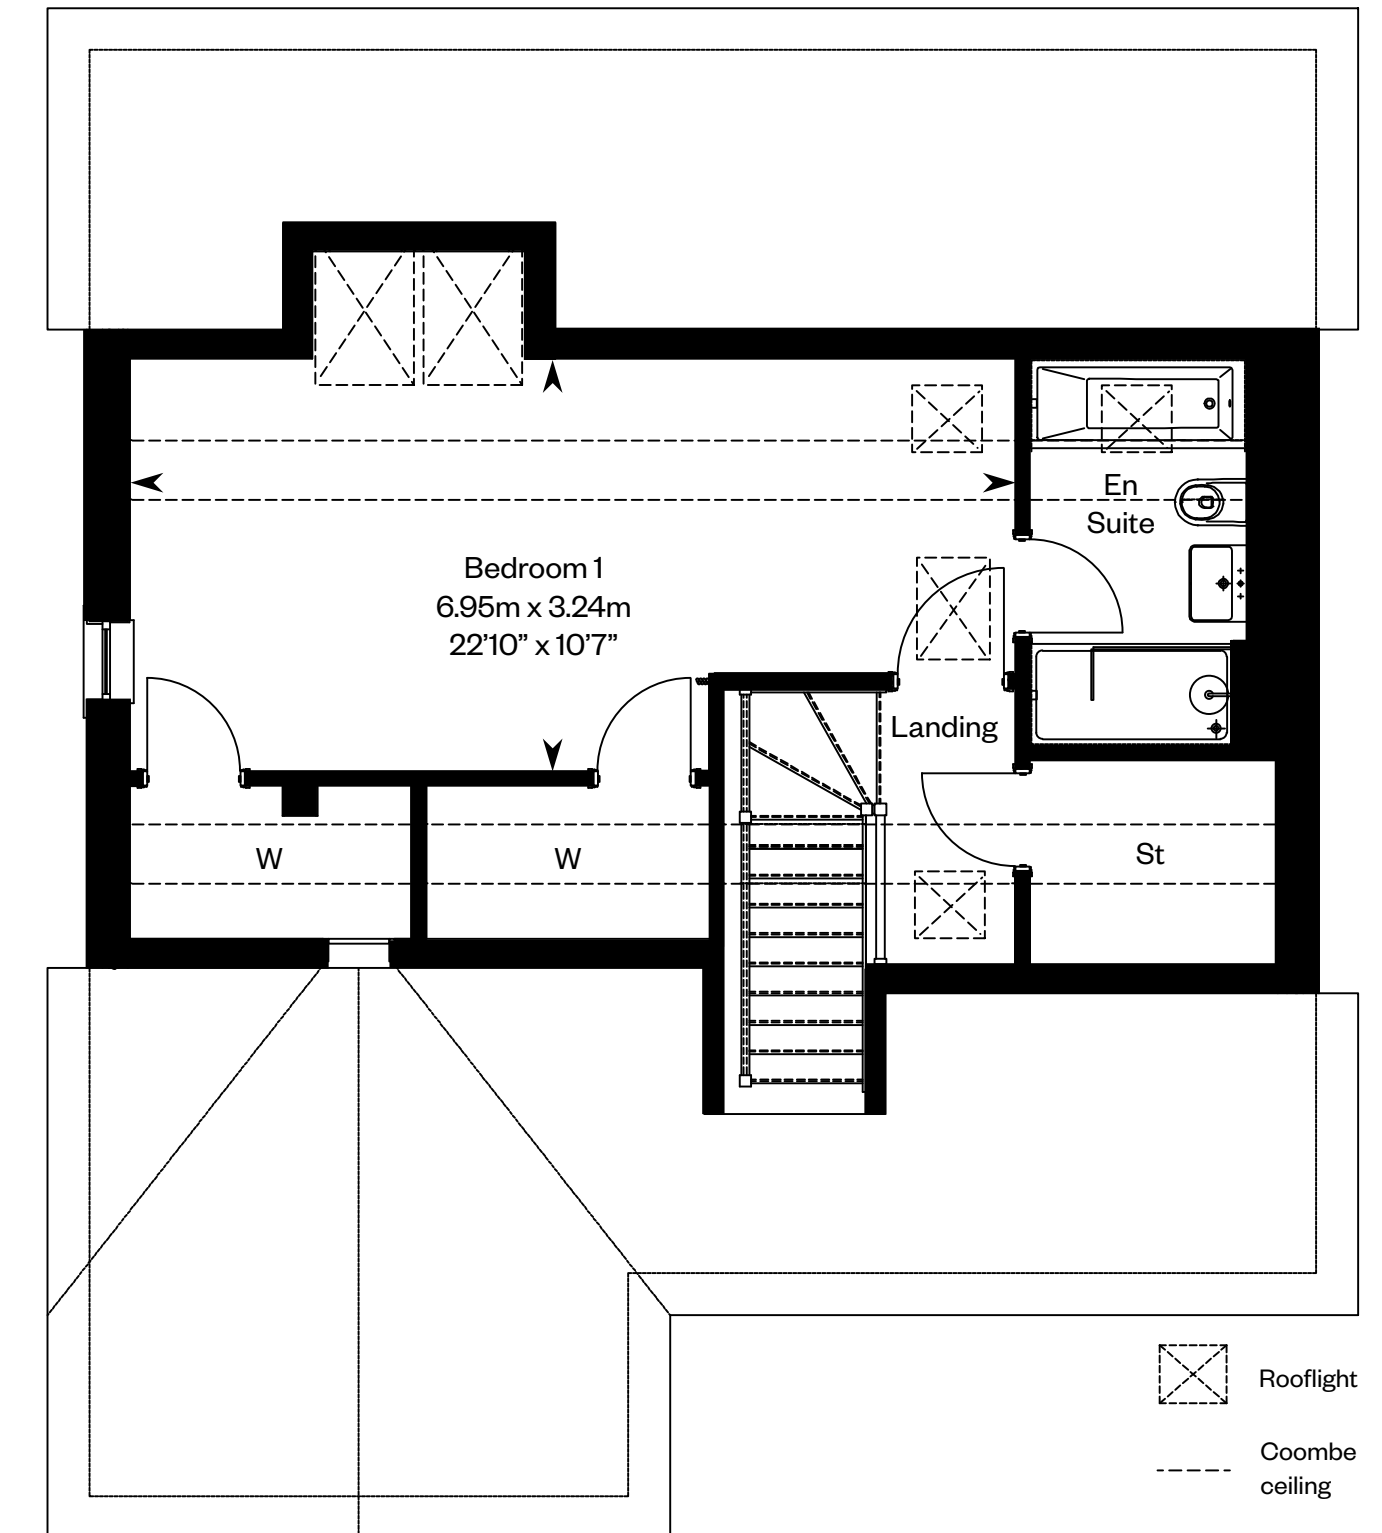 En
Suite
Bedroom 1
6.95m x 3.24m
22’10” x 10’7”
Landing
W
W
St
Rooflight
Coombe
ceiling